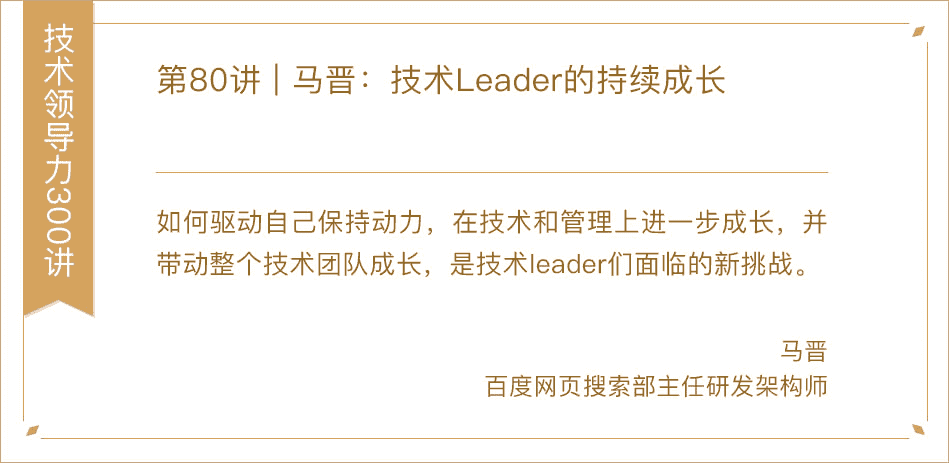 技术领导力300讲
第80讲 | 马晋：技术Leader的持续成长
如何驱动自己保持动力，在技术和管理上进一步成长，并
带动整个技术团队成长，是技术leader们面临的新挑战。
马晋
百度网页搜索部主任研发架构师